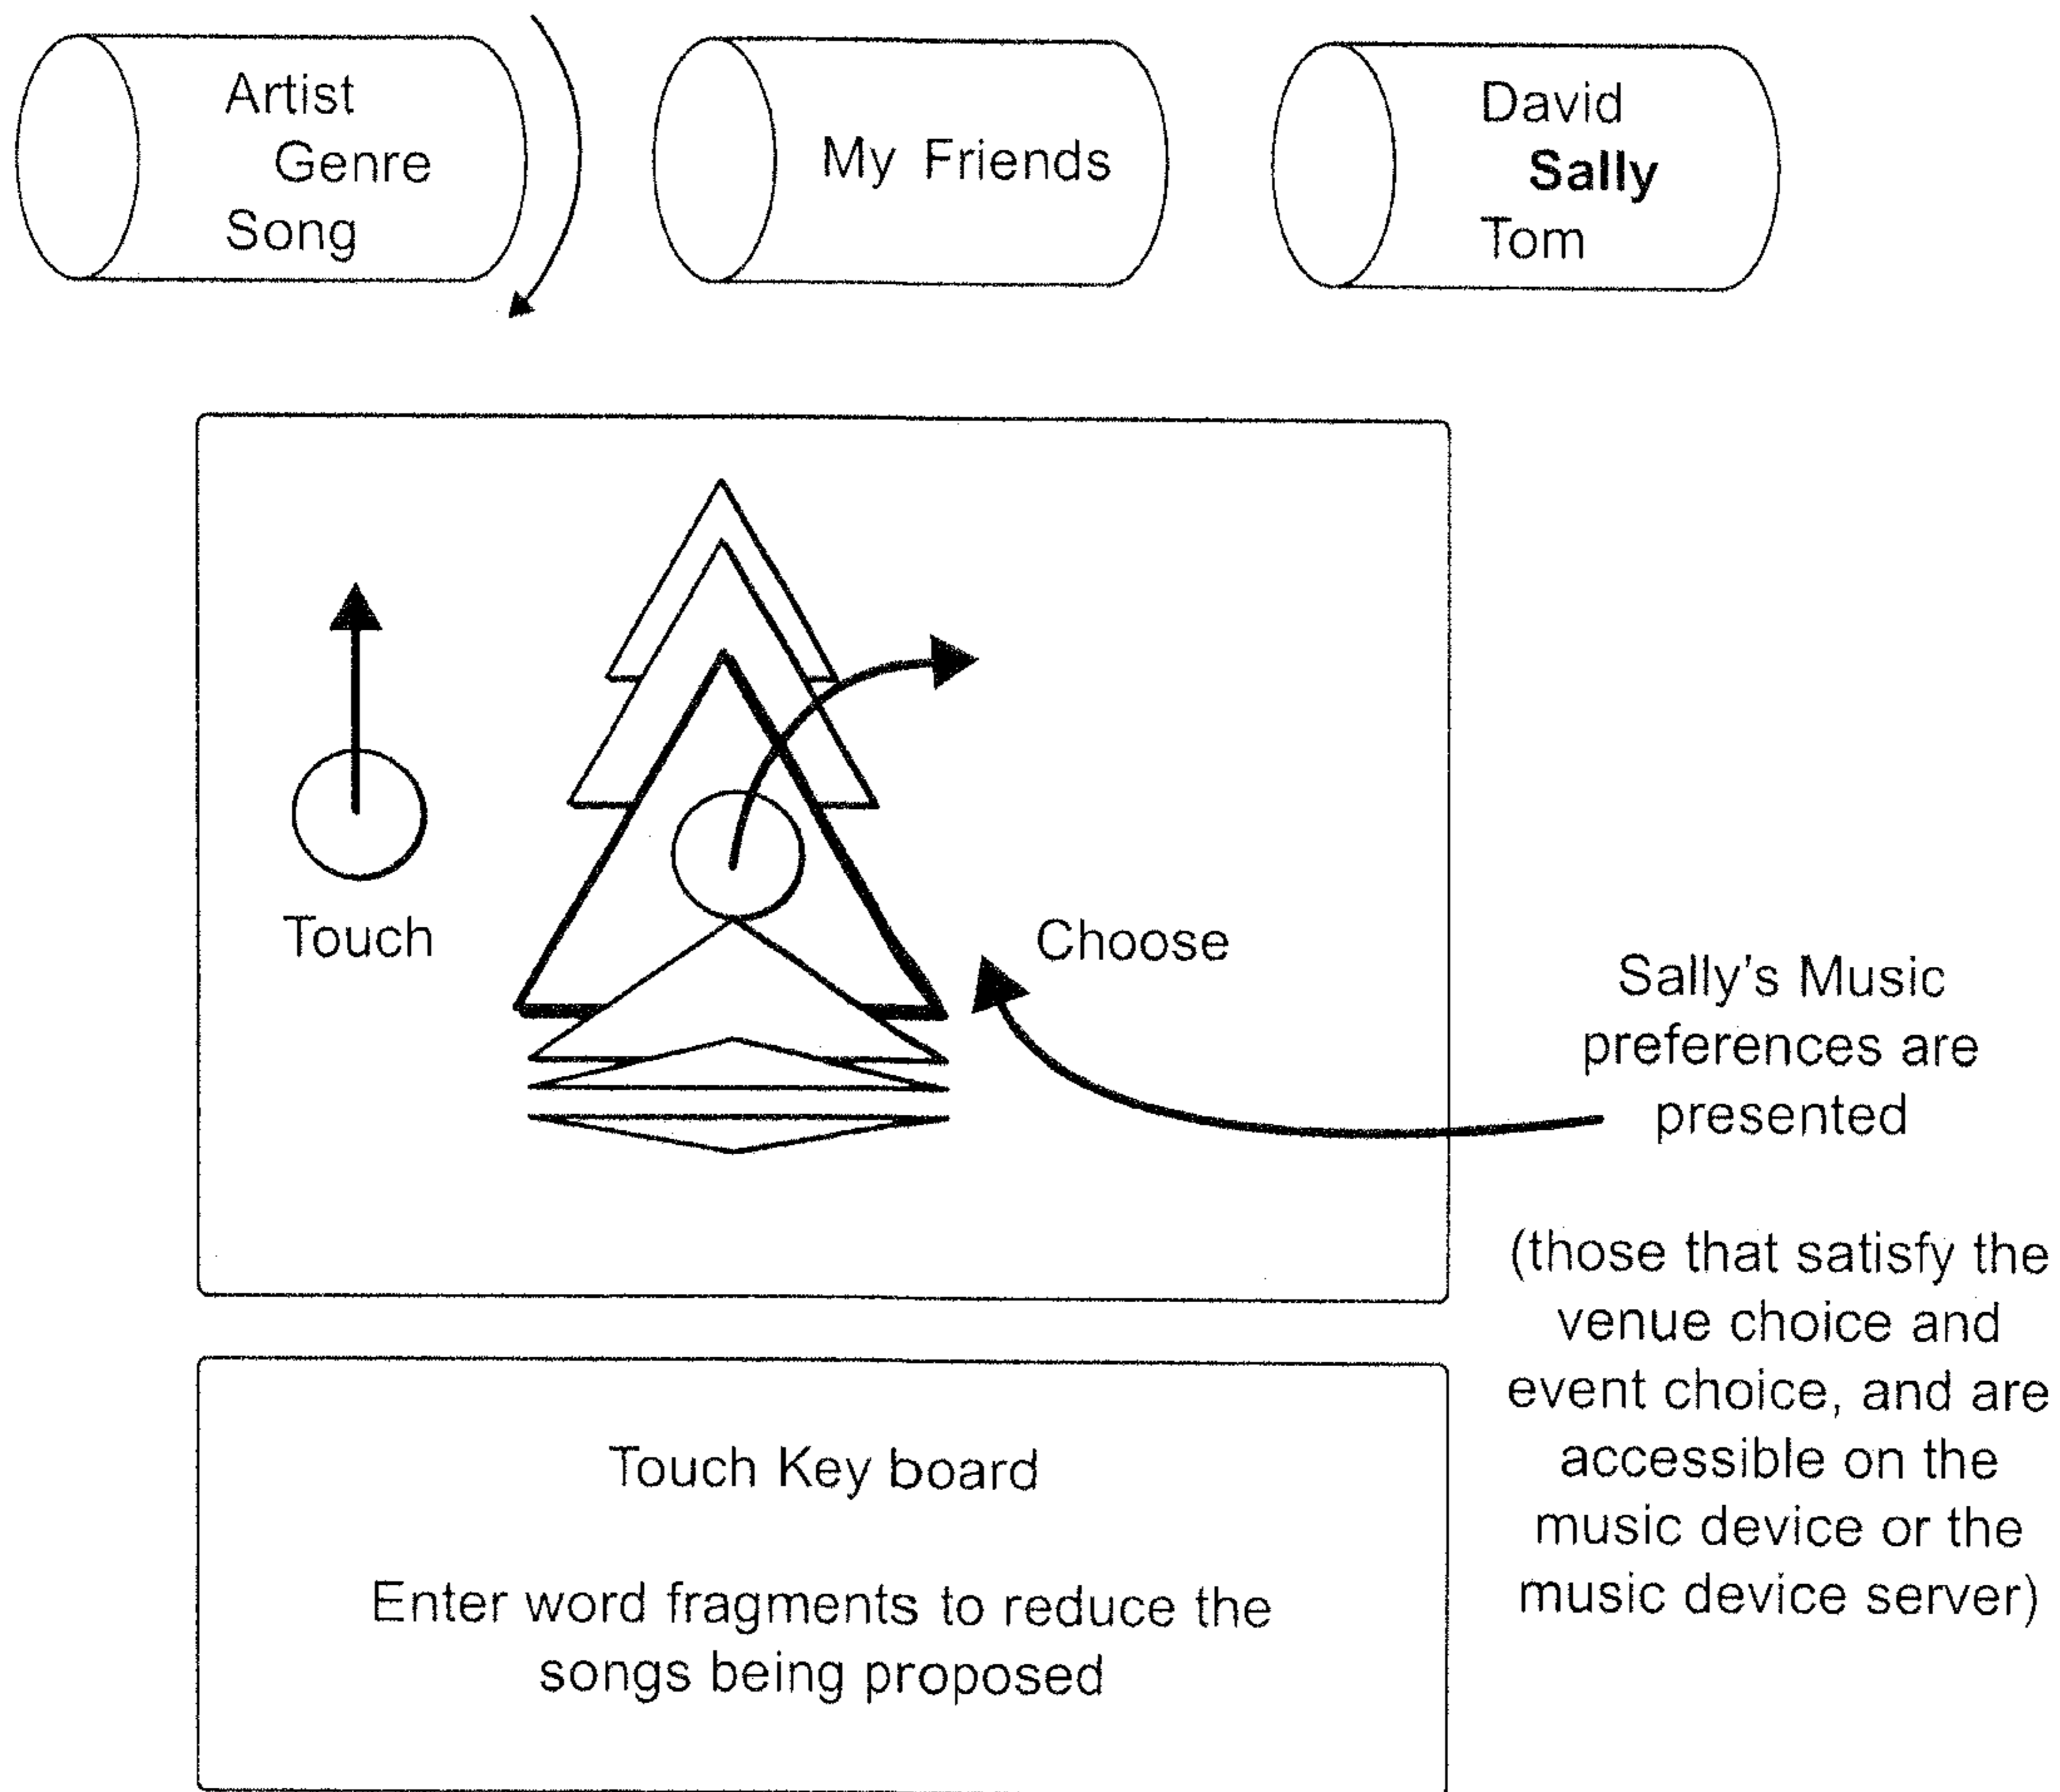 Artist
Genre
Song
My Friends
David
Sally
Tom
Touch
Choose
Sally's Music
preferences are
presented
(those that satisfy the
venue choice and
event choice, and are
accessible on the
music device or the
music device server)
Touch Key board
Enter word fragments to reduce the
songs being proposed